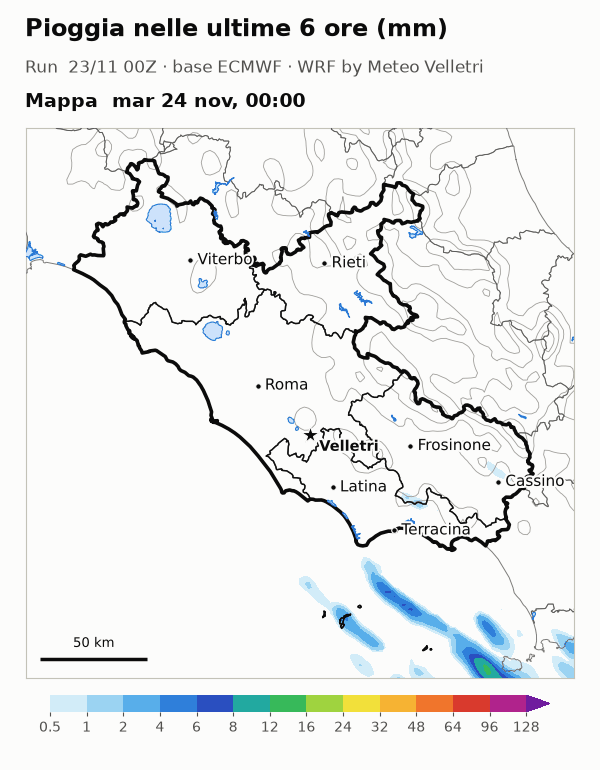 Pioggia nelle ultime 6 ore (mm)
Run 23/11 00Z · base ECMWF · WRF by Meteo Velletri
Mappa mar 24 nov, 00:00
Viterbo
Rieti
Roma
Velletri
Frosinone
Cassino
Latina
Terracina
50 km
0.5 1 2 4 6 8 12 16 24 32 48 64 96 128